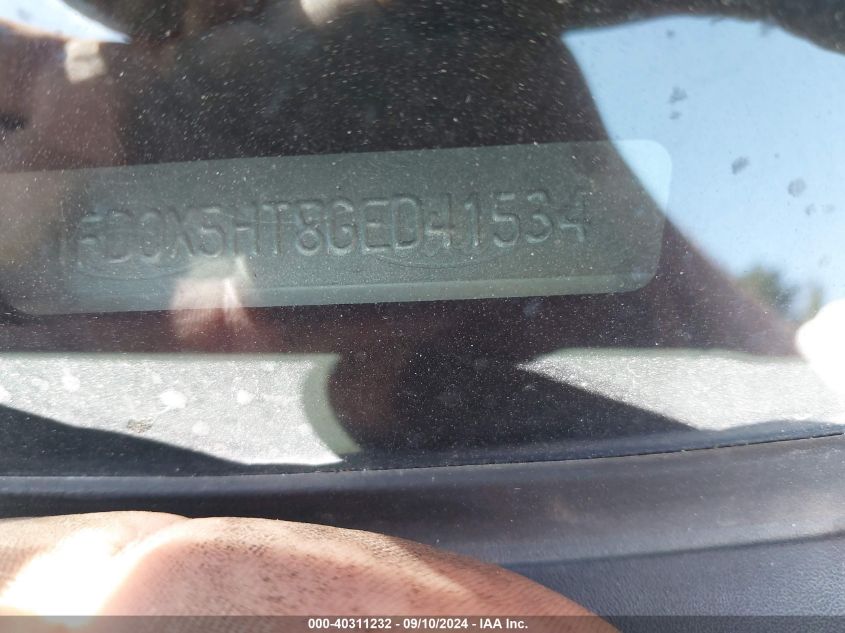 1FD0X5HT8GED41534
000-40311232 - 09/10/2024 - IAA Inc.